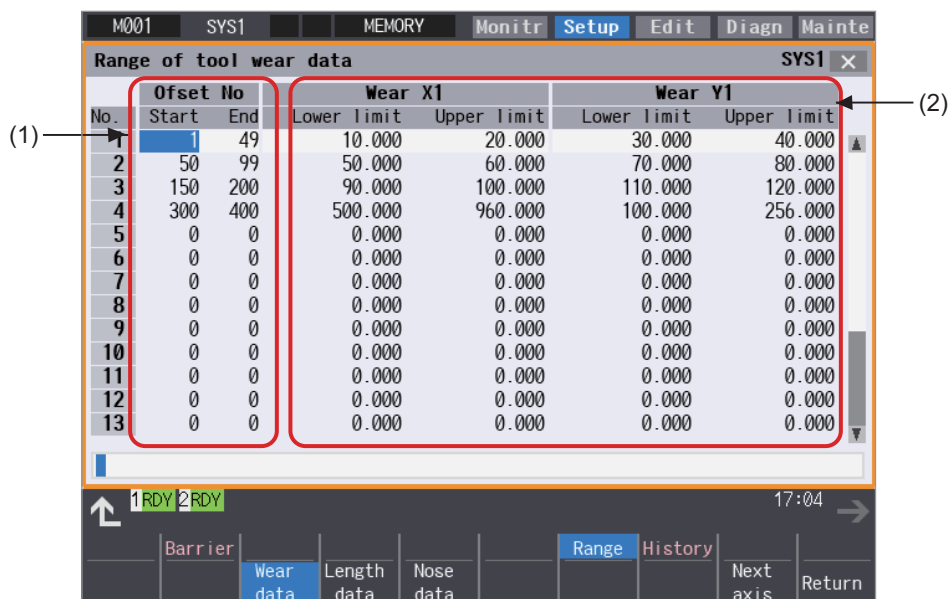 M001 SYS1 MEMORY Monitr Setup Edit Diagn Mainte
Range of tool wear data SYS1
Ofset No Wear X1 Wear Y1
No. Start End Lower limit Upper limit Lower limit Upper limit
(1)
(2)
1 1 49 10.000 20.000 30.000 40.000
2 50 99 50.000 60.000 70.000 80.000
3 150 200 90.000 100.000 110.000 120.000
4 300 400 500.000 960.000 100.000 256.000
5 0 0 0.000 0.000 0.000 0.000
6 0 0 0.000 0.000 0.000 0.000
7 0 0 0.000 0.000 0.000 0.000
8 0 0 0.000 0.000 0.000 0.000
9 0 0 0.000 0.000 0.000 0.000
10 0 0 0.000 0.000 0.000 0.000
11 0 0 0.000 0.000 0.000 0.000
12 0 0 0.000 0.000 0.000 0.000
13 0 0 0.000 0.000 0.000 0.000
1 RDY 2 RDY 17:04
Barrier Range History
Wear Length Nose Next Return
data data data axis